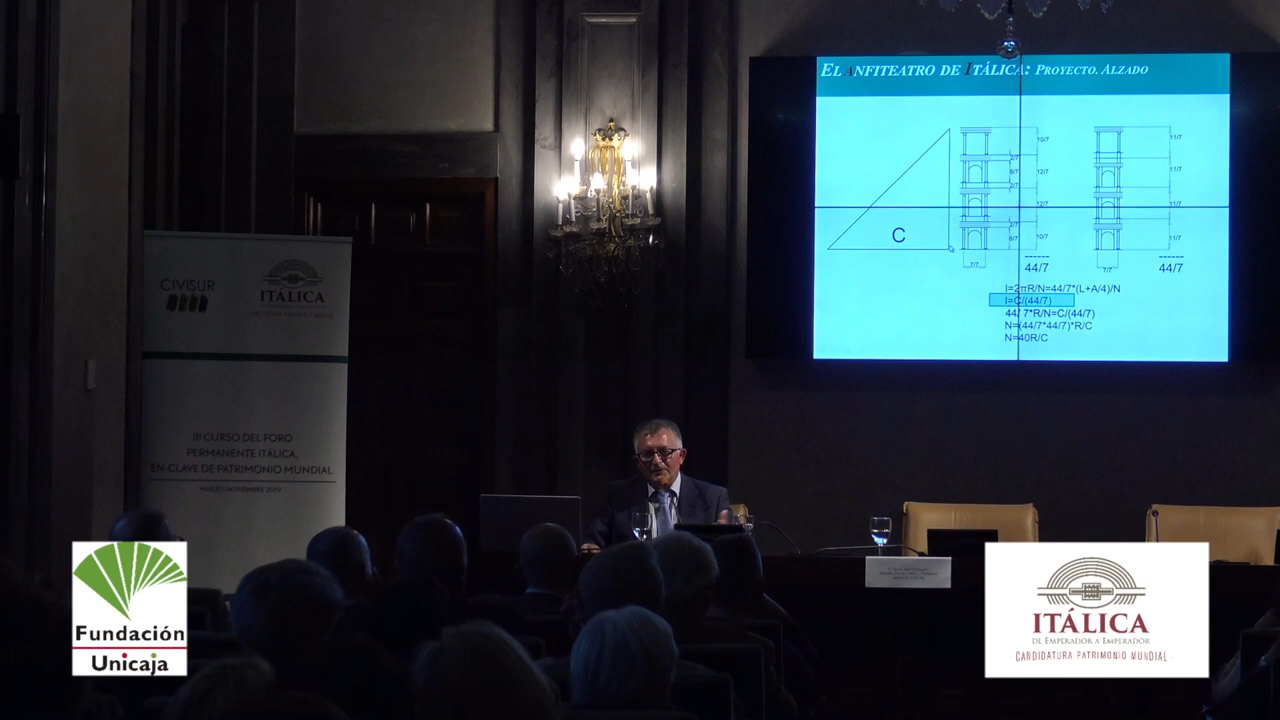 EL ANFITEATRO DE ITÁLICA: PROYECTO. ALZADO
10/7
2/7
6/7
12/7
2/7
12/7
2/7
6/7
10/7
7/7
44/7
11/7
11/7
11/7
11/7
7/7
44/7
C
l=2πR/N=44/7*(L+A/4)/N
l=C/(44/7)
44/7*R/N=C/(44/7)
N=(44/7*44/7)*R/C
N=40R/C
CIVISUR
ITÁLICA
III CURSO DEL FORO
PERMANENTE ITÁLICA,
EN-CLAVE DE PATRIMONIO MUNDIAL
MARZO/NOVIEMBRE 2019
Fundación
Unicaja
ITÁLICA
DE EMPERADOR A EMPERADOR
· CANDIDATURA PATRIMONIO MUNDIAL ·